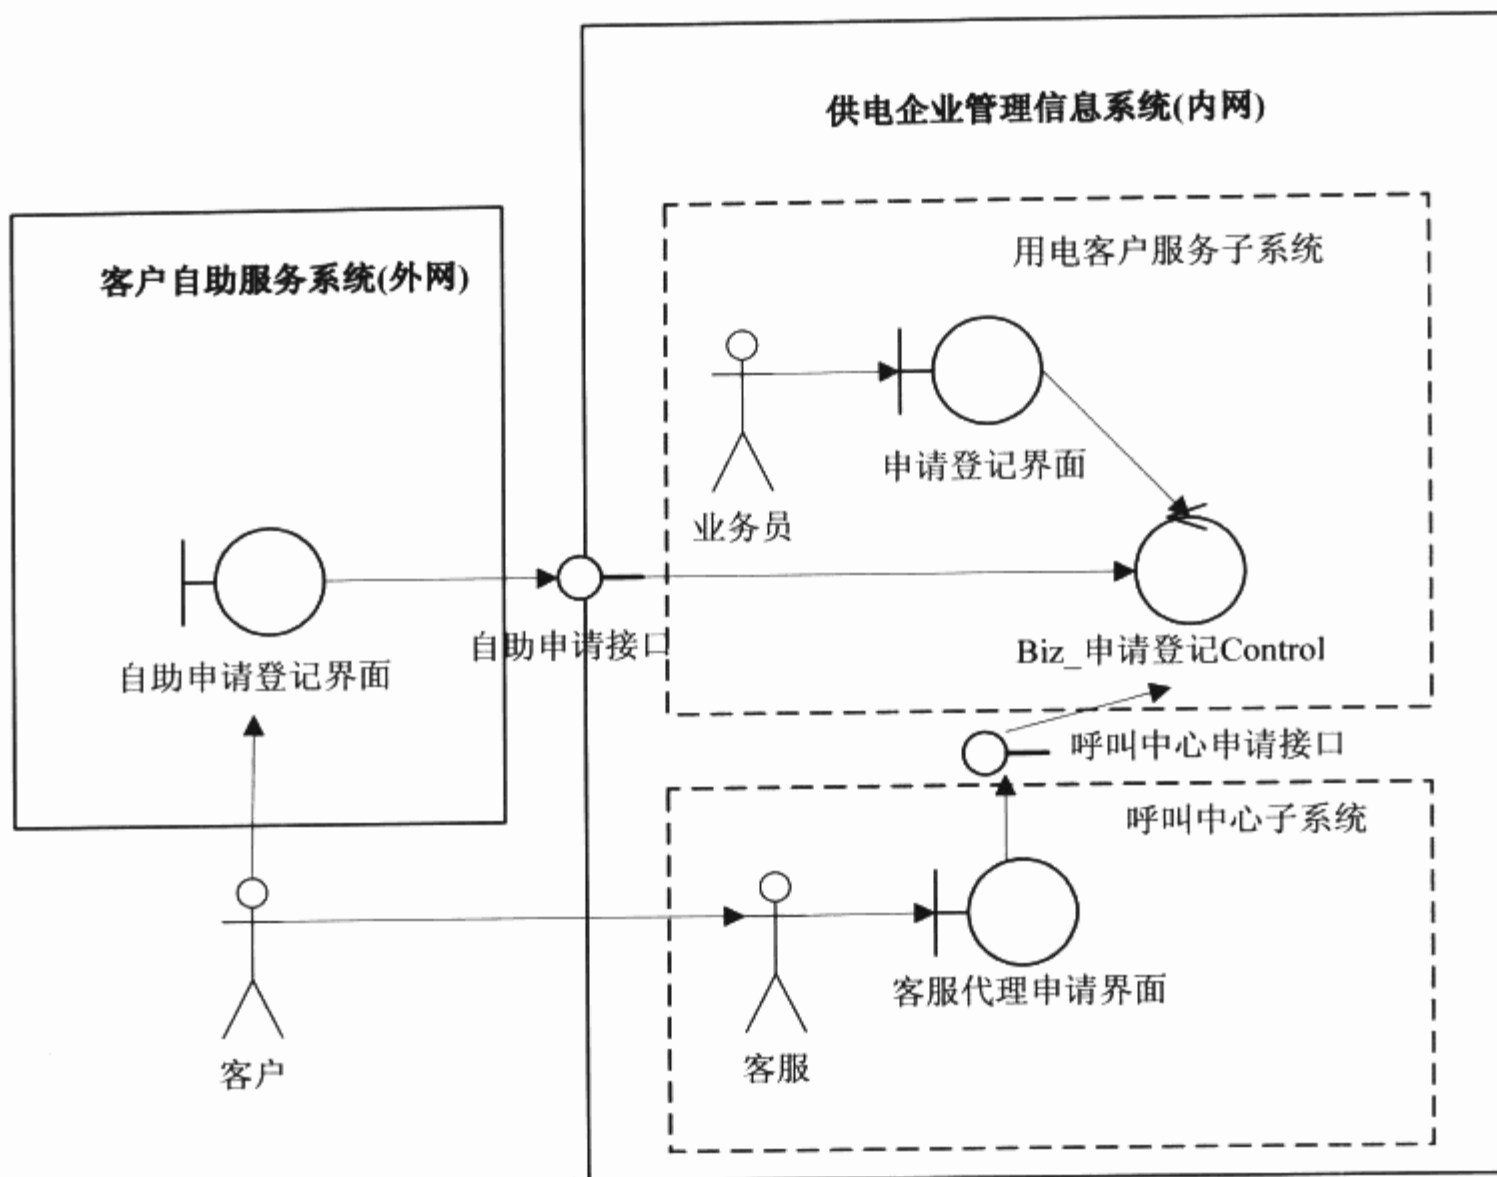 供电企业管理信息系统(内网)
客户自助服务系统(外网)
用电客户服务子系统
申请登记界面
业务员
自助申请接口
自助申请登记界面
Biz_申请登记Control
呼叫中心申请接口
呼叫中心子系统
客服代理申请界面
客户
客服